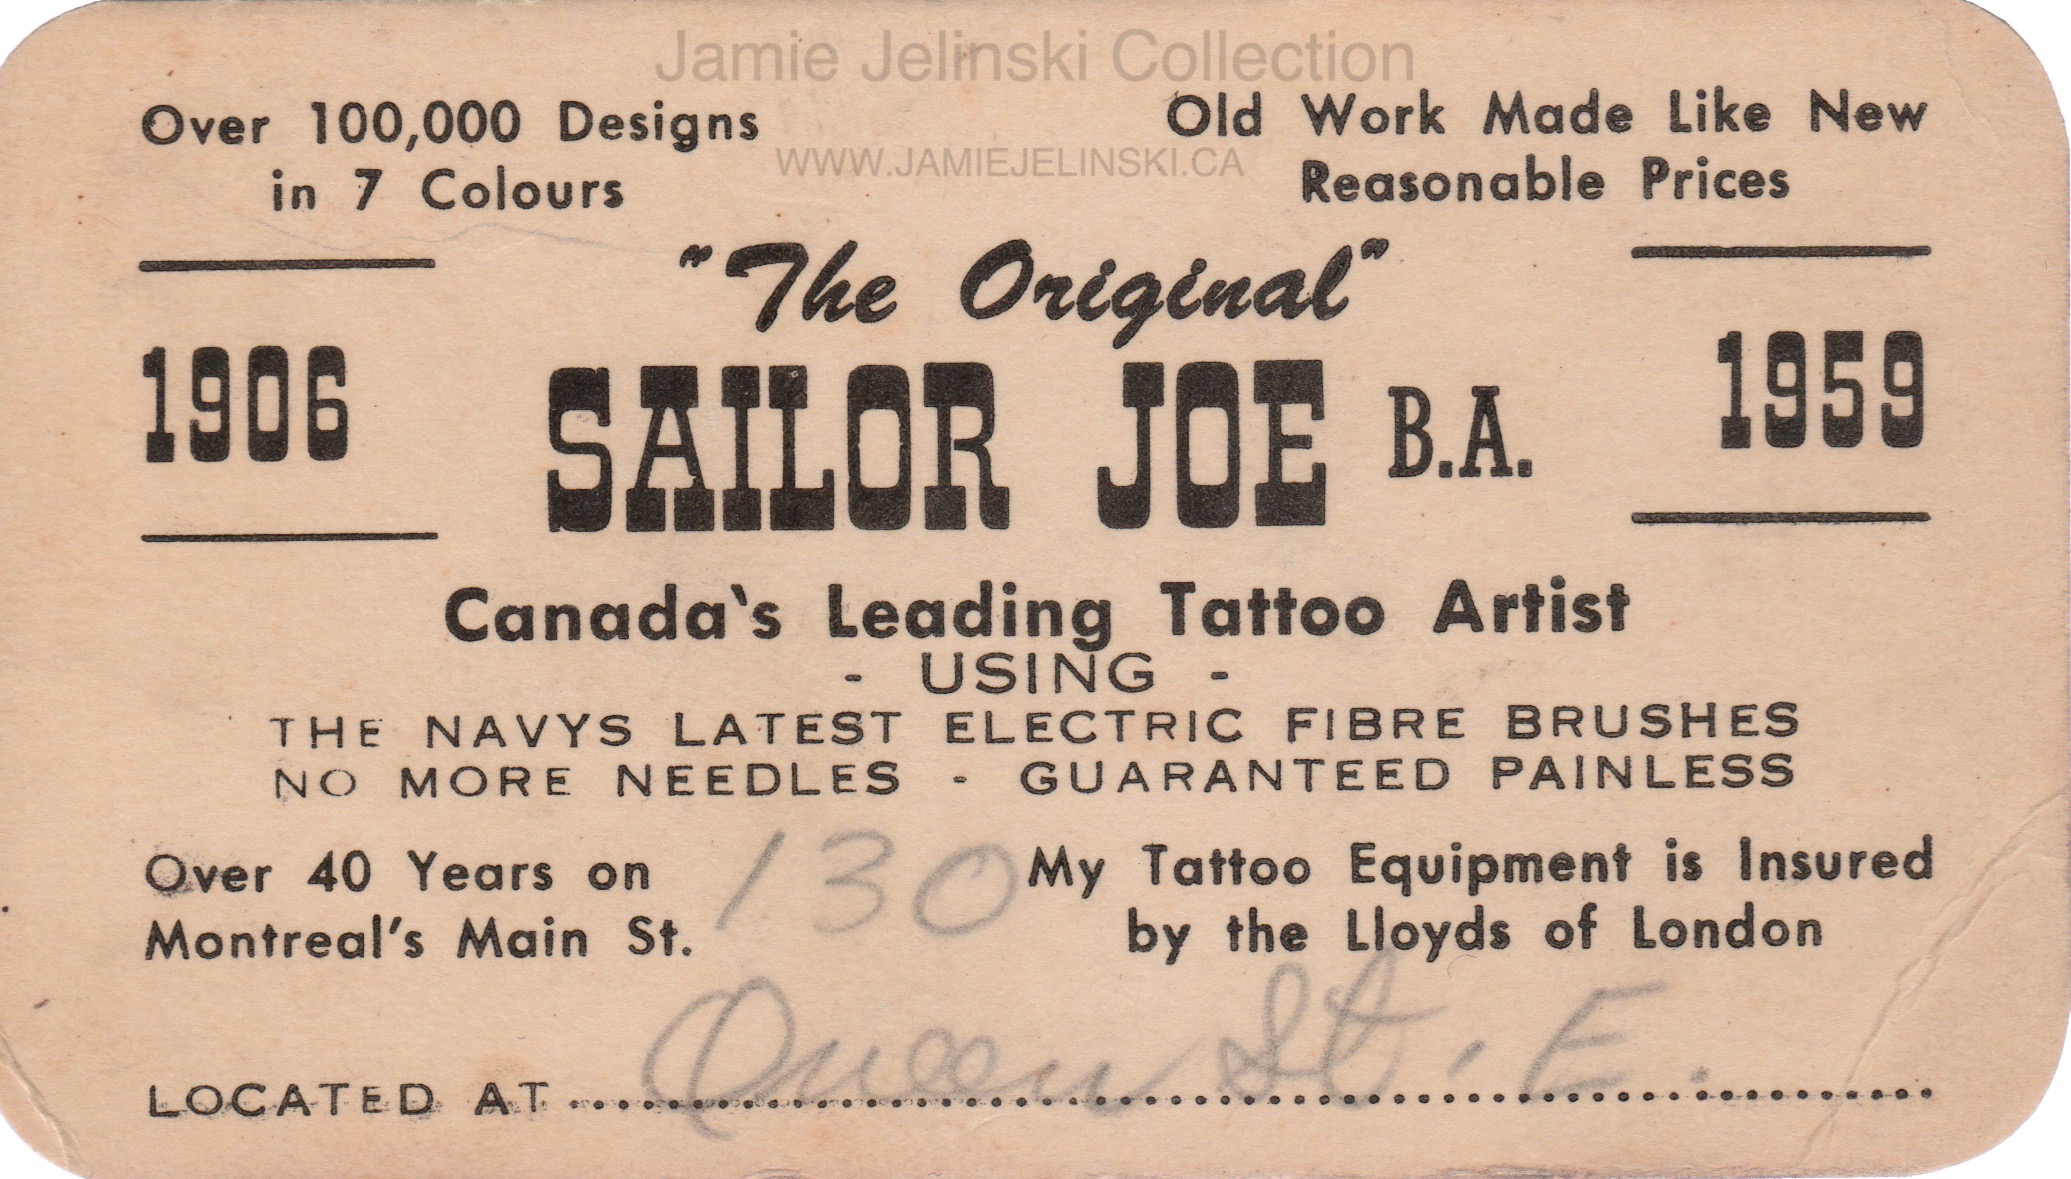 Jamie Jelinski Collection
WWW.JAMIEJELINSKI.CA
Over 100,000 Designs
in 7 Colours
Old Work Made Like New
Reasonable Prices
"The Original"
1906
SAILOR JOE B.A.
1959
Canada's Leading Tattoo Artist
- USING -
THE NAVYS LATEST ELECTRIC FIBRE BRUSHES
NO MORE NEEDLES - GUARANTEED PAINLESS
Over 40 Years on
Montreal's Main St.
130
My Tattoo Equipment is Insured
by the Lloyds of London
Queen St. E.
LOCATED AT